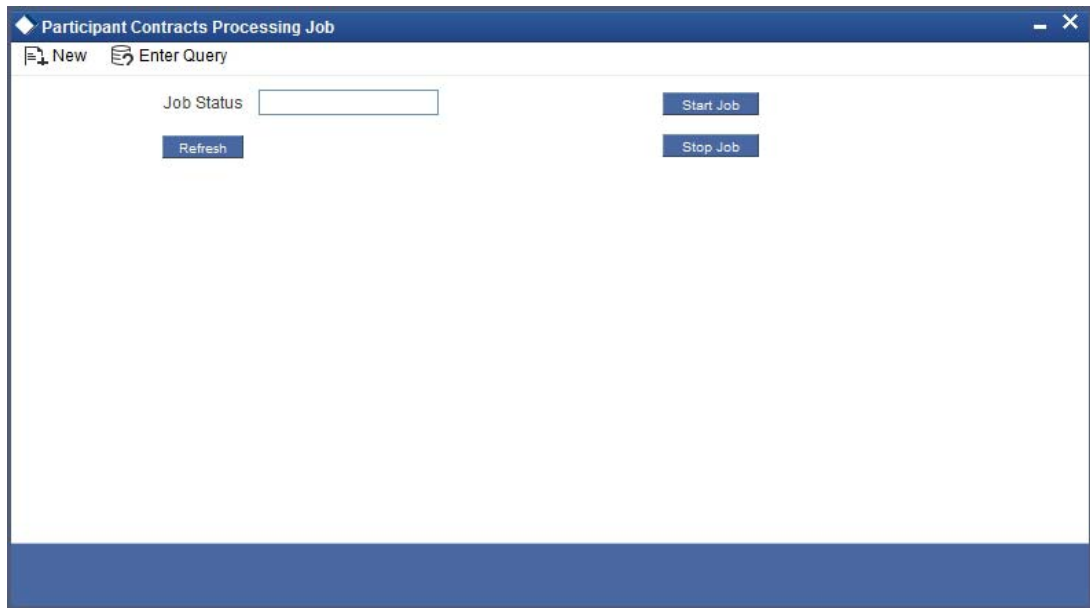 Participant Contracts Processing Job
New Enter Query
Job Status Start Job
Refresh Stop Job